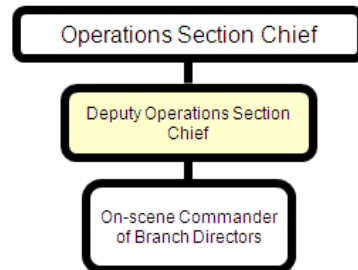 Operations Section Chief
Deputy Operations Section
Chief
On-scene Commander
of Branch Directors